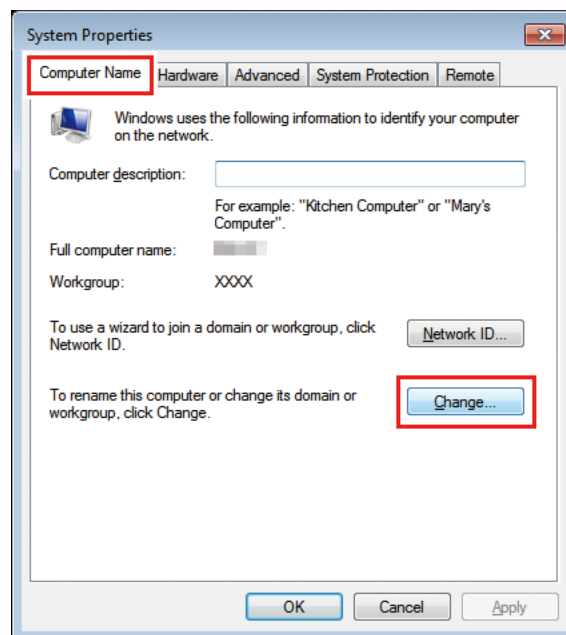 System Properties
Computer Name
Hardware
Advanced
System Protection
Remote
Windows uses the following information to identify your computer
on the network.
Computer description:
For example: "Kitchen Computer" or "Mary's
Computer".
Full computer name:
Workgroup:
XXXX
To use a wizard to join a domain or workgroup, click
Network ID.
Network ID...
To rename this computer or change its domain or
workgroup, click Change.
Change...
OK
Cancel
Apply